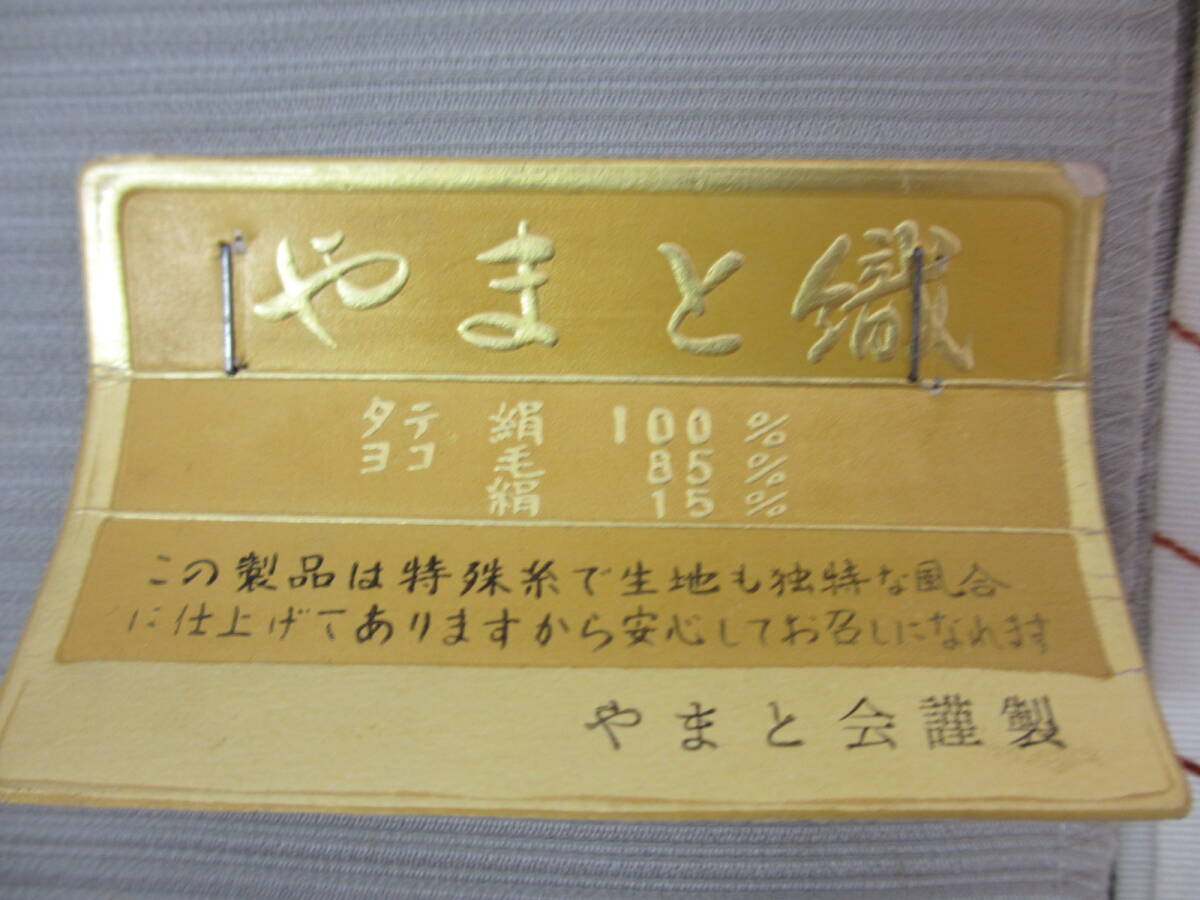 やまと織
タテ 絹 100%
ヨコ 毛 85%
絹 15%
この製品は特殊糸で生地も独特な風合
に仕上げてありますから安心してお召しになれます
やまと会謹製